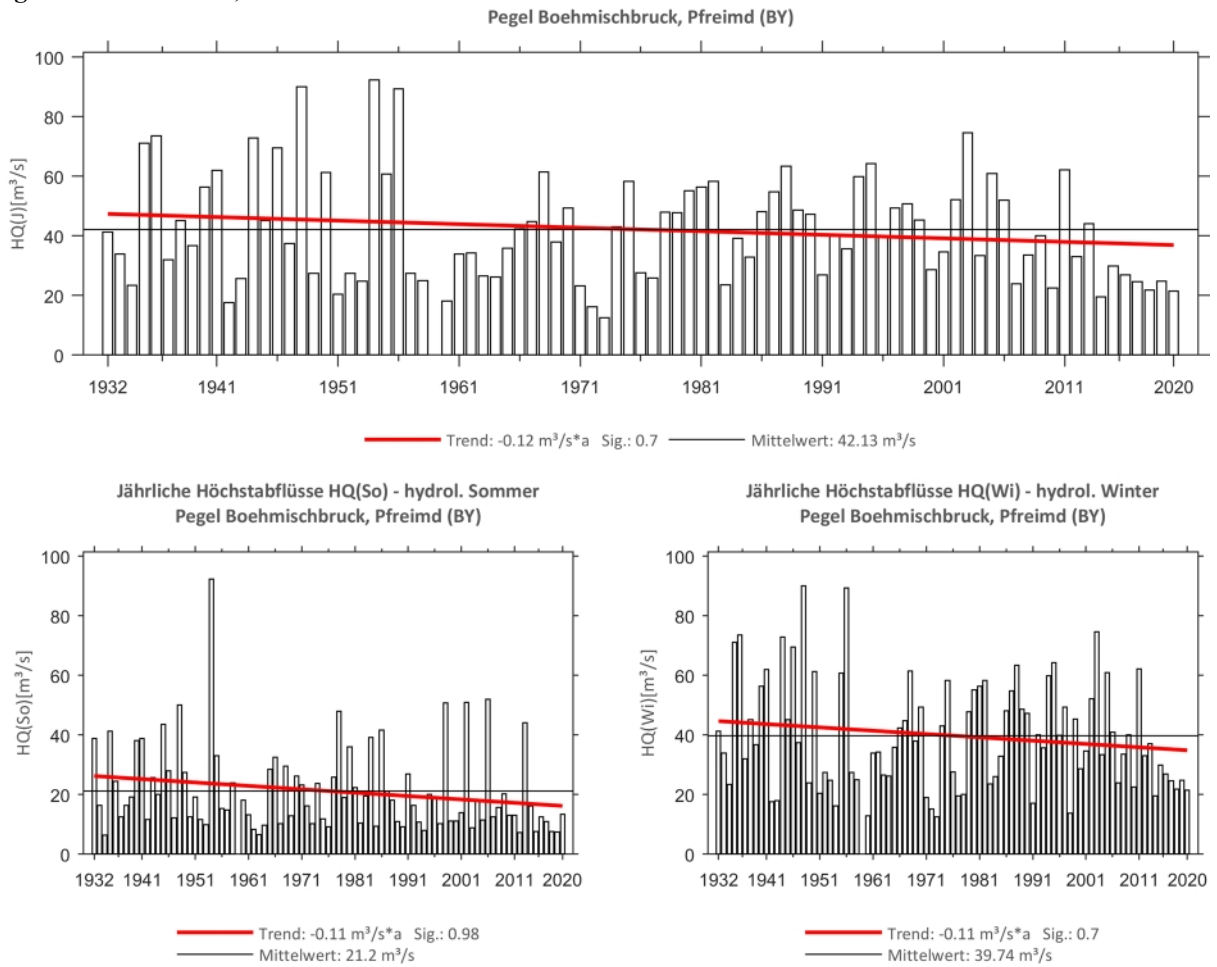 Pegel Boehmischbruck, Pfreimd (BY)
100
80
60
40
20
0
HQ(J)[m³/s]
1932 1941 1951 1961 1971 1981 1991 2001 2011 2020
Trend: -0.12 m³/s*a Sig.: 0.7 Mittelwert: 42.13 m³/s
Jährliche Höchstabflüsse HQ(So) - hydrol. Sommer
Pegel Boehmischbruck, Pfreimd (BY)
100
80
60
40
20
0
HQ(So)[m³/s]
1932 1941 1951 1961 1971 1981 1991 2001 2011 2020
Trend: -0.11 m³/s*a Sig.: 0.98
Mittelwert: 21.2 m³/s
Jährliche Höchstabflüsse HQ(Wi) - hydrol. Winter
Pegel Boehmischbruck, Pfreimd (BY)
100
80
60
40
20
0
HQ(Wi)[m³/s]
1932 1941 1951 1961 1971 1981 1991 2001 2011 2020
Trend: -0.11 m³/s*a Sig.: 0.7
Mittelwert: 39.74 m³/s